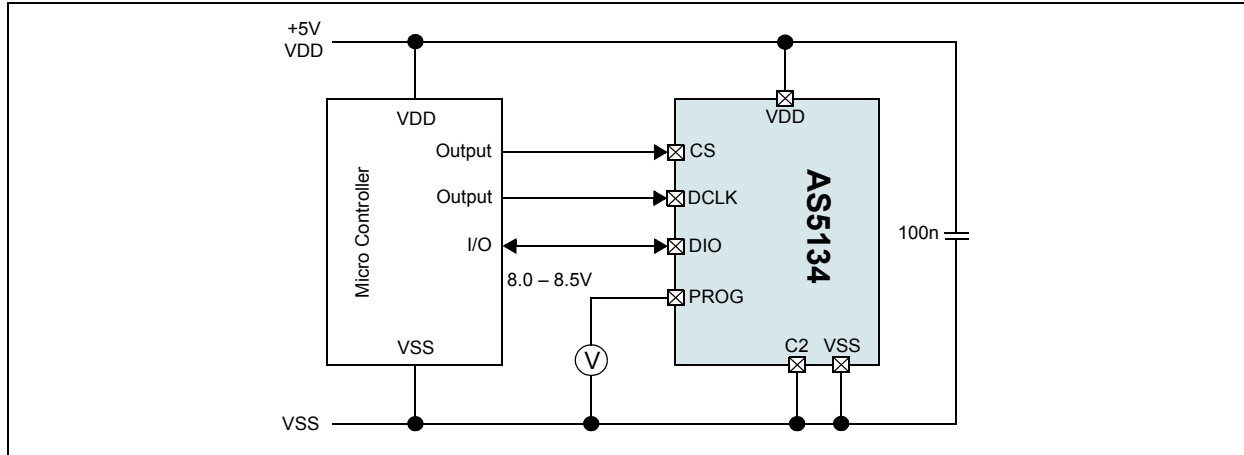 +5V
VDD
VDD
VDD
Output
CS
Output
DCLK
I/O
DIO
8.0 – 8.5V
PROG
Micro Controller
AS5134
100n
V
VSS
C2
VSS
VSS